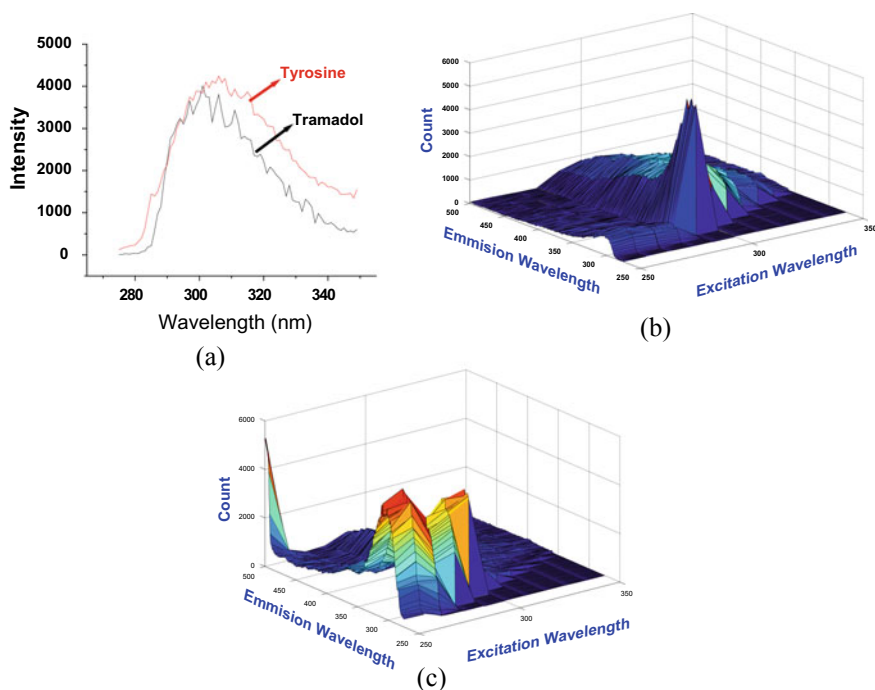 5000
4000
3000
2000
1000
0
Intensity
Tyrosine
Tramadol
280 300 320 340
Wavelength (nm)
(a)
6000
5000
4000
3000
2000
1000
0
Count
500 450 400 350 300 250
Emmision Wavelength
250 300 350
Excitation Wavelength
(b)
6000
4000
2000
0
Count
500 450 400 350 300 250
Emmision Wavelength
250 300 350
Excitation Wavelength
(c)